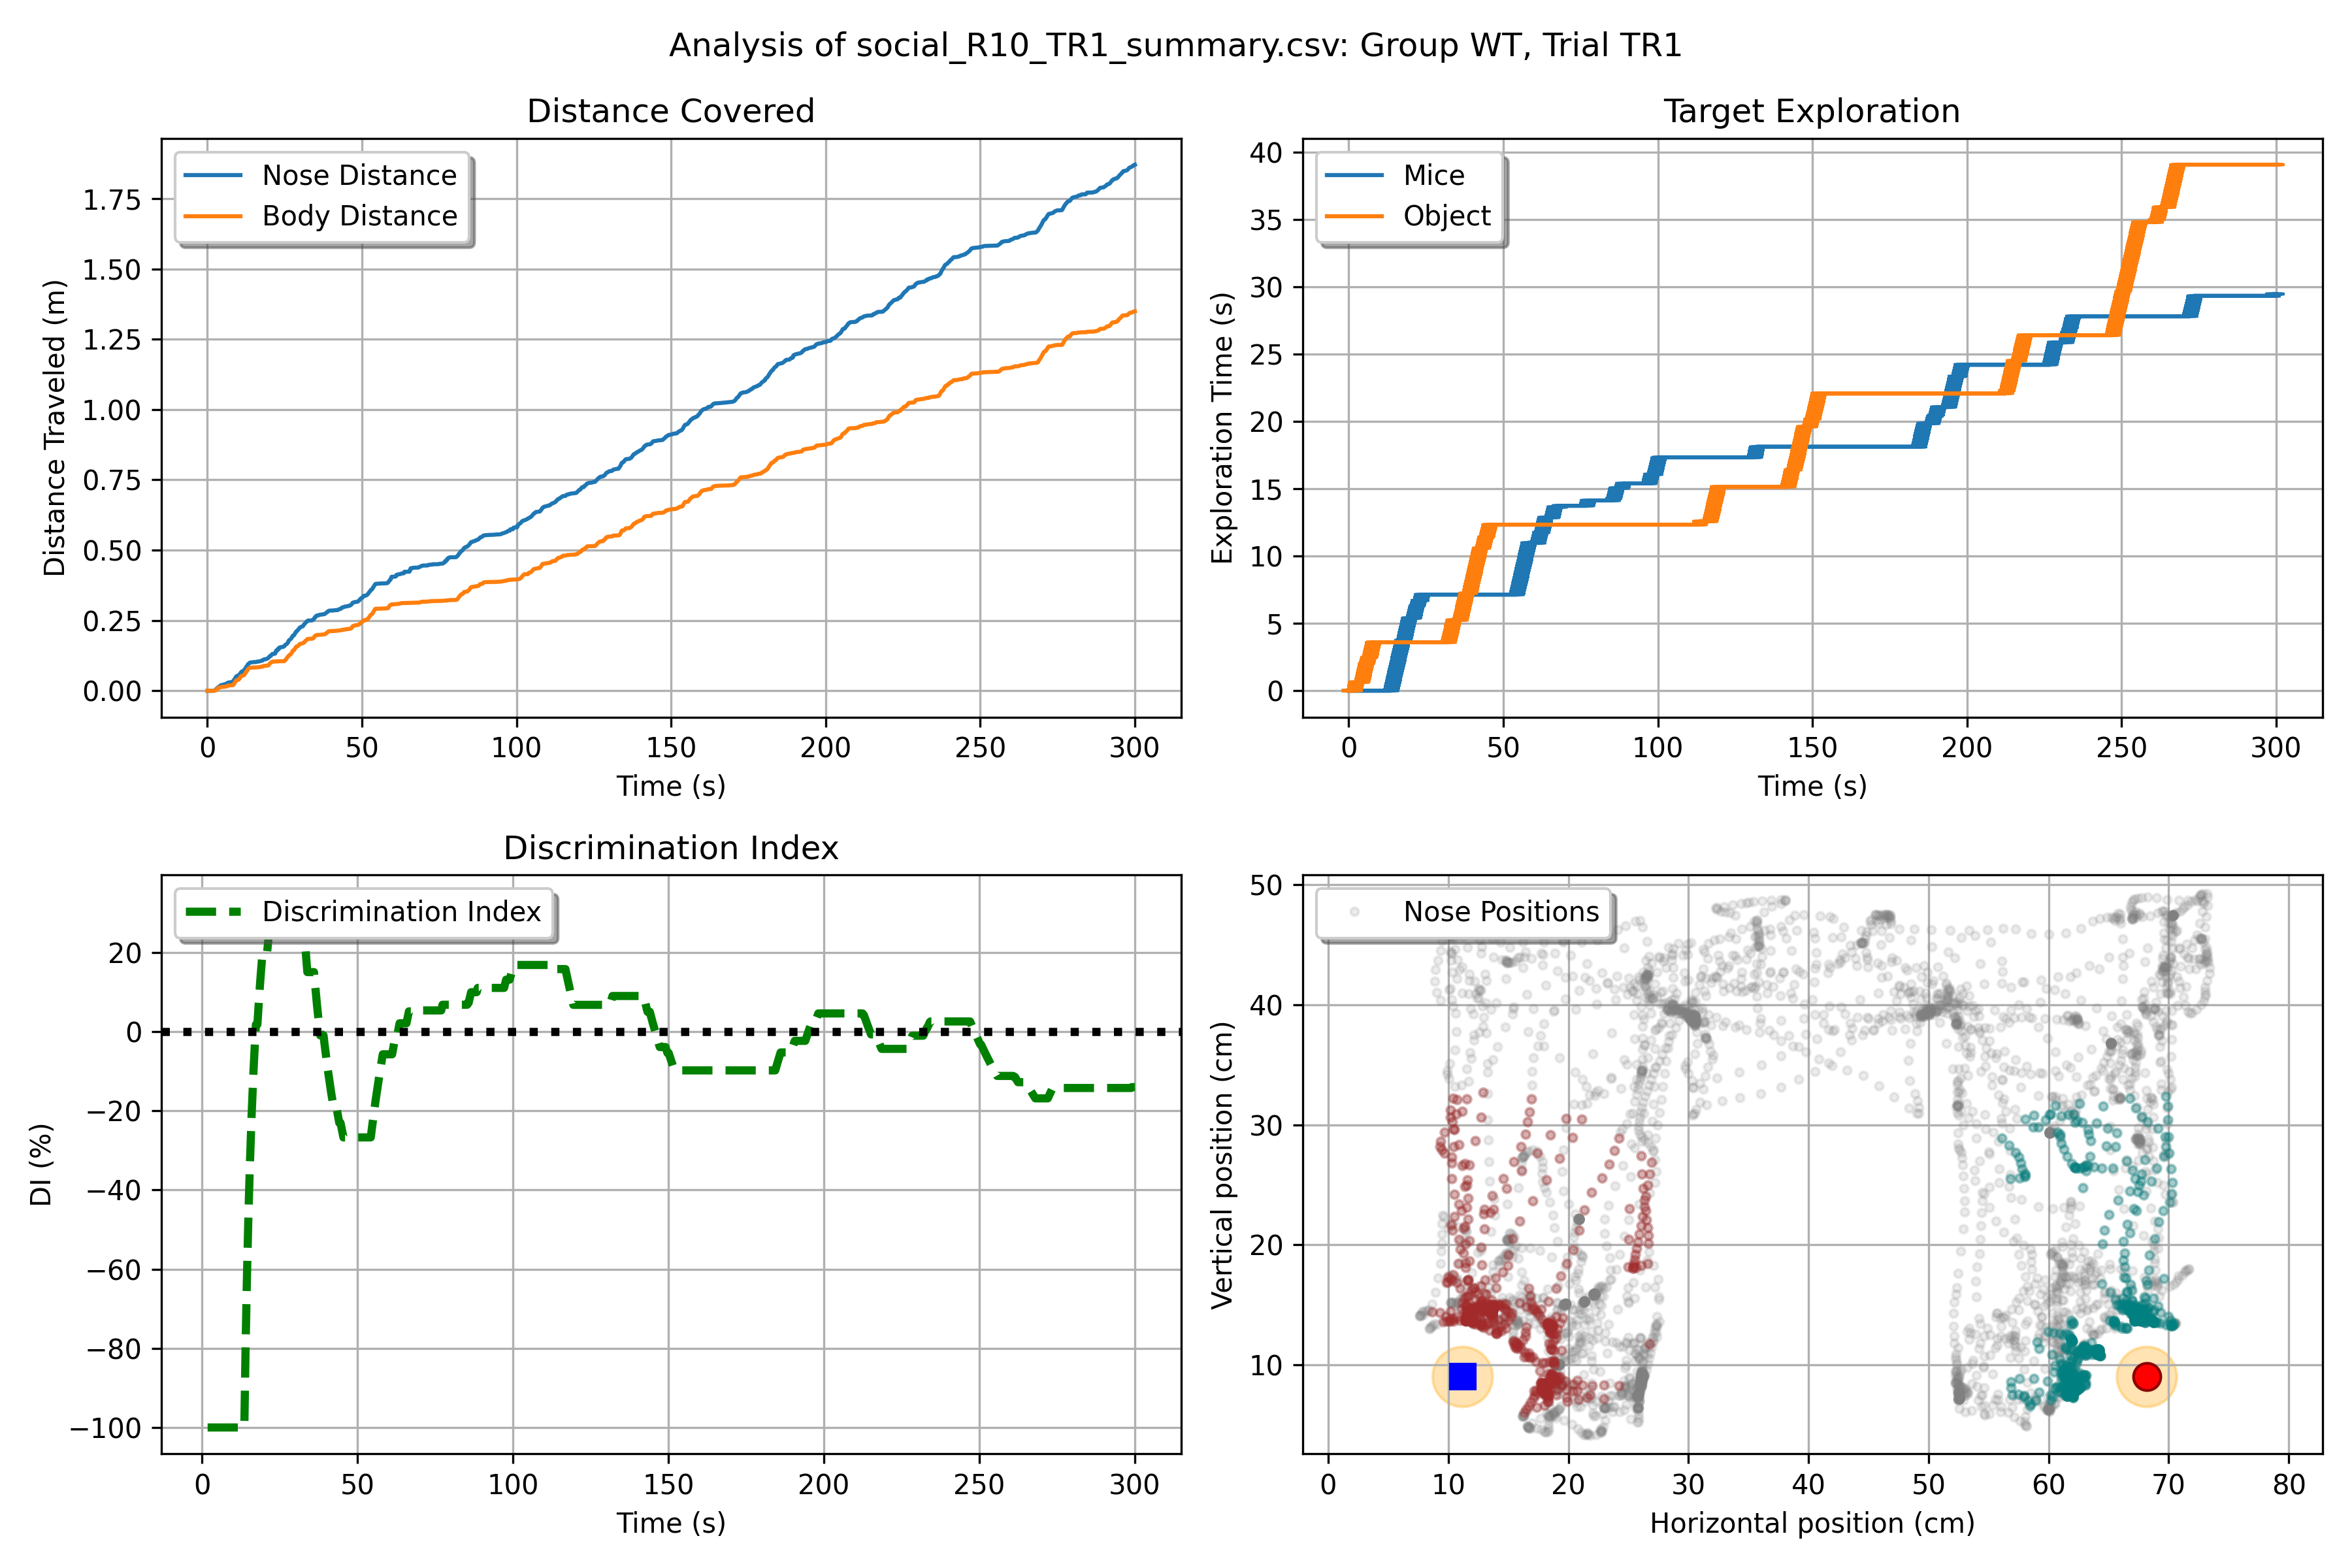 Analysis of social_R10_TR1_summary.csv: Group WT, Trial TR1
Distance Covered
Nose Distance
Body Distance
Distance Traveled (m)
1.75
1.50
1.25
1.00
0.75
0.50
0.25
0.00
0 50 100 150 200 250 300
Time (s)
Target Exploration
Mice
Object
Exploration Time (s)
40
35
30
25
20
15
10
5
0
0 50 100 150 200 250 300
Time (s)
Discrimination Index
Discrimination Index
DI (%)
20
0
−20
−40
−60
−80
−100
0 50 100 150 200 250 300
Time (s)
Nose Positions
Vertical position (cm)
50
40
30
20
10
0 10 20 30 40 50 60 70 80
Horizontal position (cm)